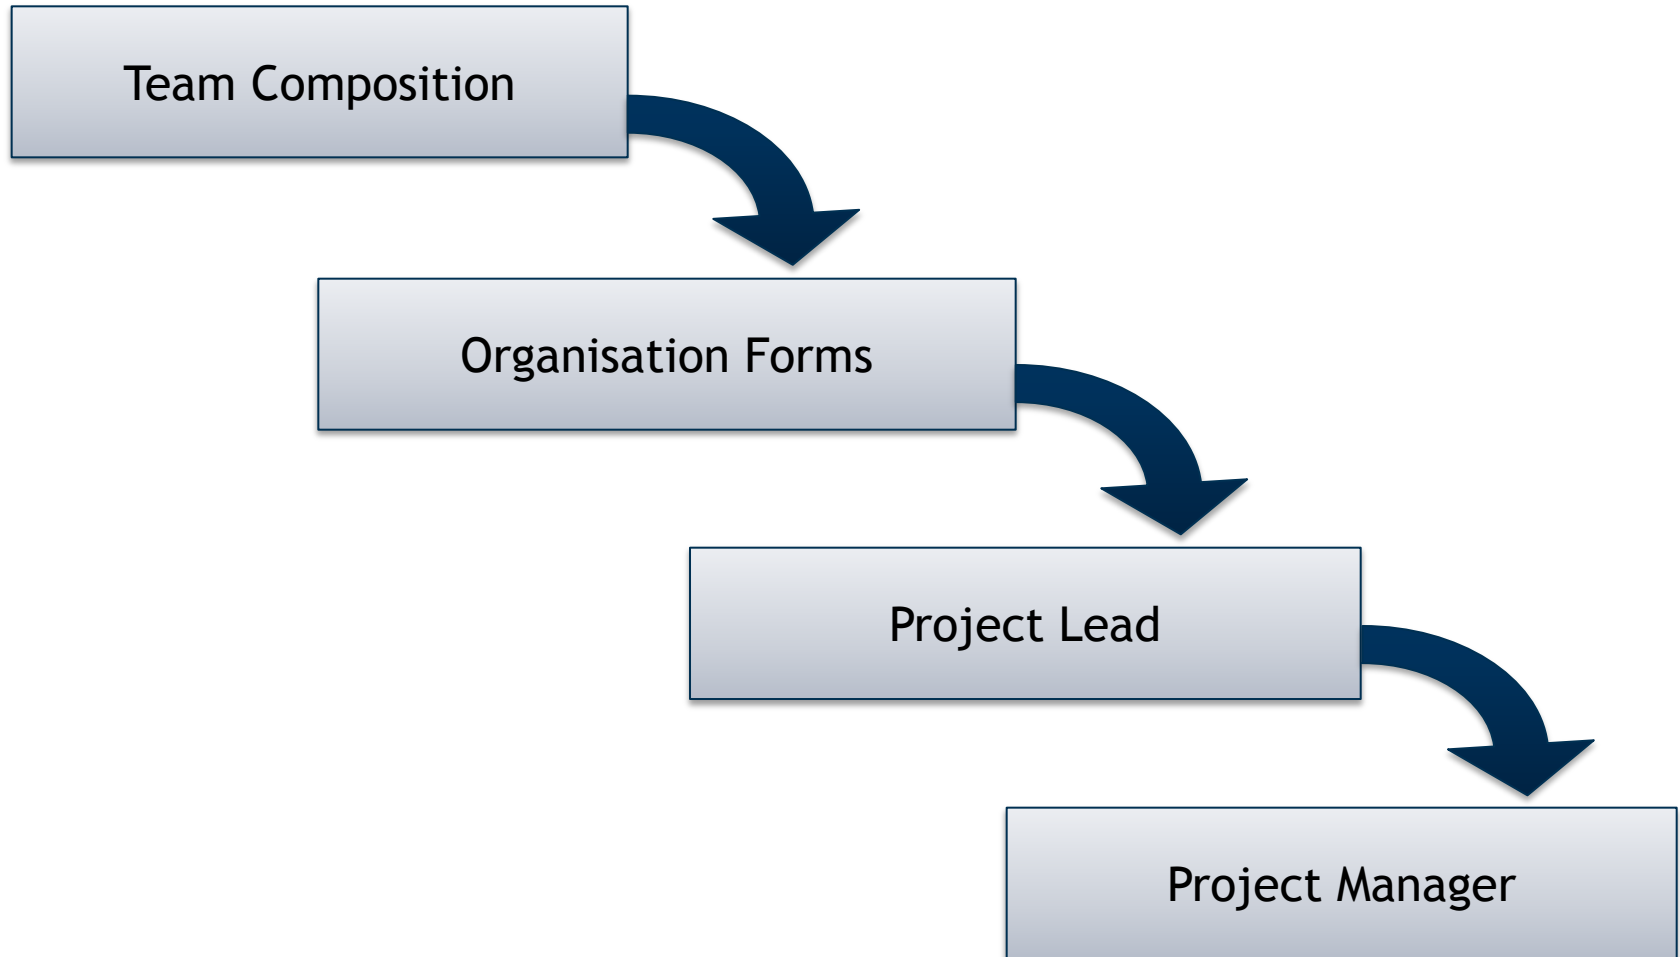 Team Composition
Organisation Forms
Project Lead
Project Manager